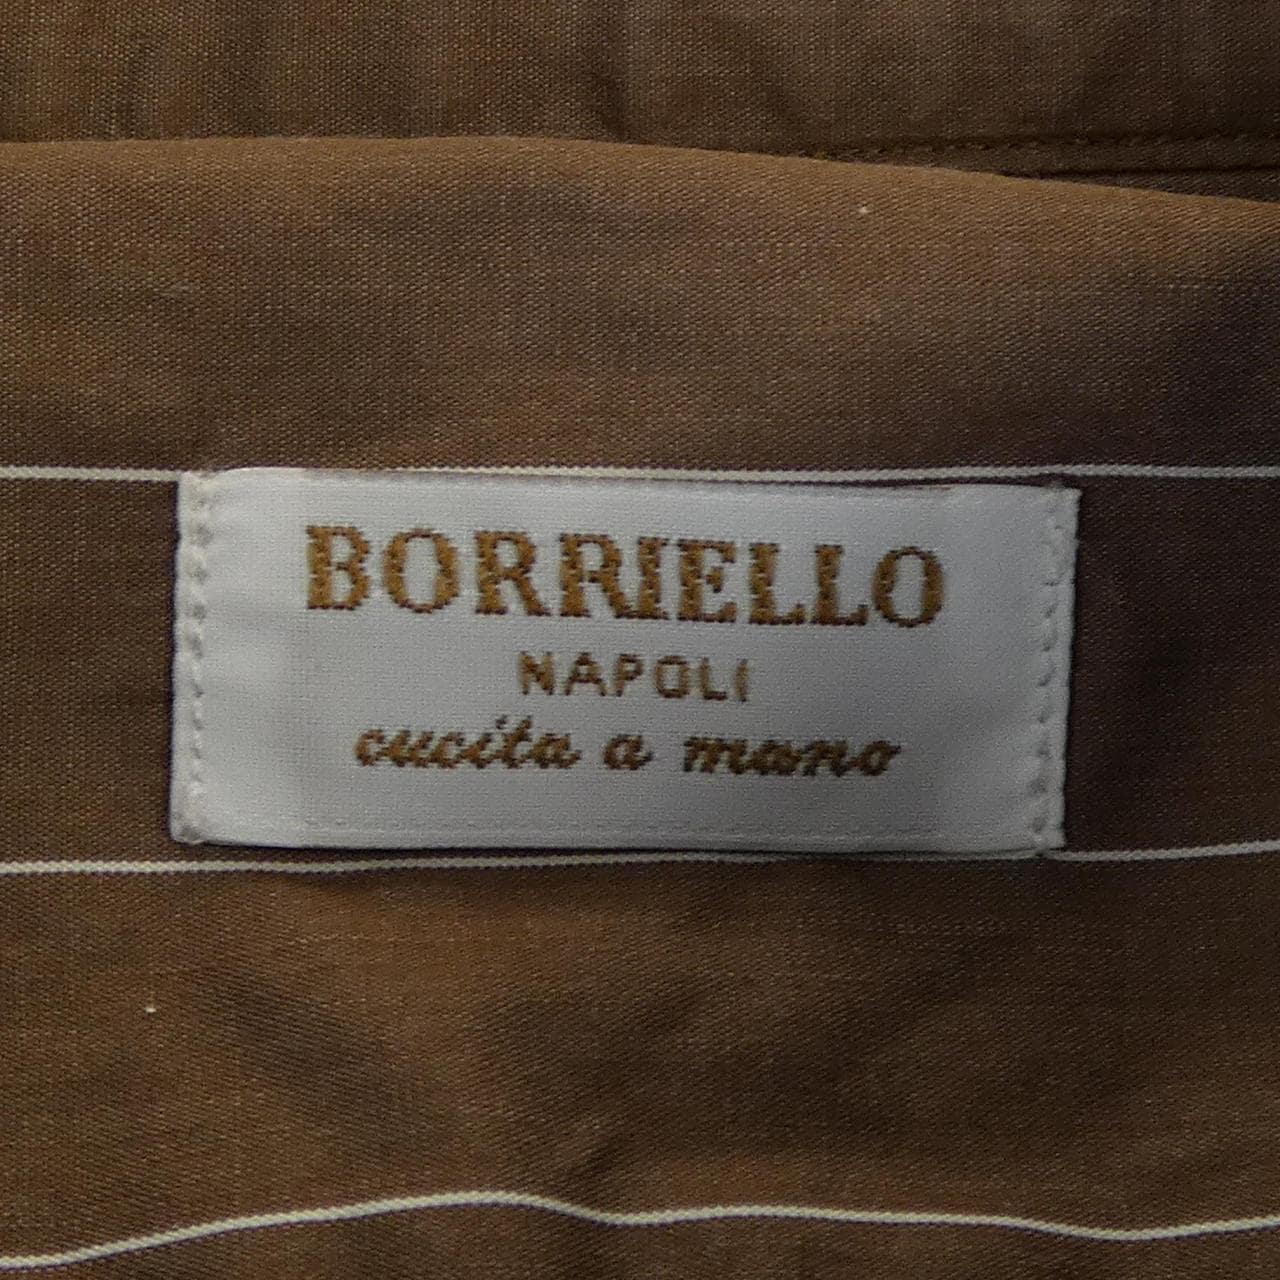 BORRIELLO
NAPOLI
cucita a mano